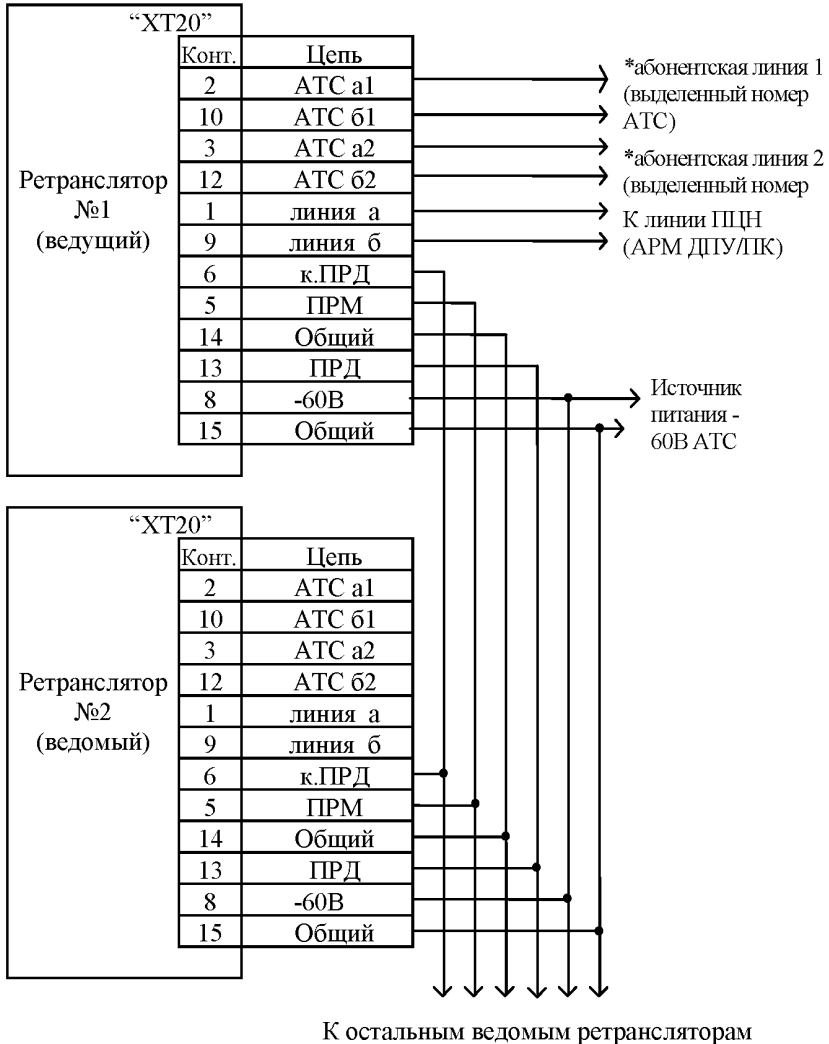 “XT20”
Конт. Цепь
2 АТС а1
10 АТС б1
3 АТС а2
12 АТС б2
1 линия а
9 линия б
6 к.ПРД
5 ПРМ
14 Общий
13 ПРД
8 -60В
15 Общий
Ретранслятор
№1
(ведущий)
*абонентская линия 1
(выделенный номер
АТС)
*абонентская линия 2
(выделенный номер
К линии ПЦН
(АРМ ДПУ/ПК)
Источник
питания -
60В АТС
“XT20”
Конт. Цепь
2 АТС а1
10 АТС б1
3 АТС а2
12 АТС б2
1 линия а
9 линия б
6 к.ПРД
5 ПРМ
14 Общий
13 ПРД
8 -60В
15 Общий
Ретранслятор
№2
(ведомый)
К остальным ведомым ретрансляторам